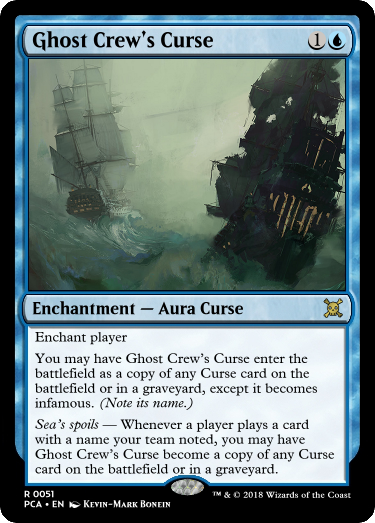 Ghost Crew's Curse 1
Enchantment — Aura Curse
Enchant player
You may have Ghost Crew's Curse enter the
battlefield as a copy of any Curse card on the
battlefield or in a graveyard, except it becomes
infamous. (Note its name.)
Sea's spoils — Whenever a player plays a card
with a name your team noted, you may have
Ghost Crew's Curse become a copy of any Curse
card on the battlefield or in a graveyard.
R 0051
PCA • EN Kevin-Mark Bonein
™ & © 2018 Wizards of the Coast